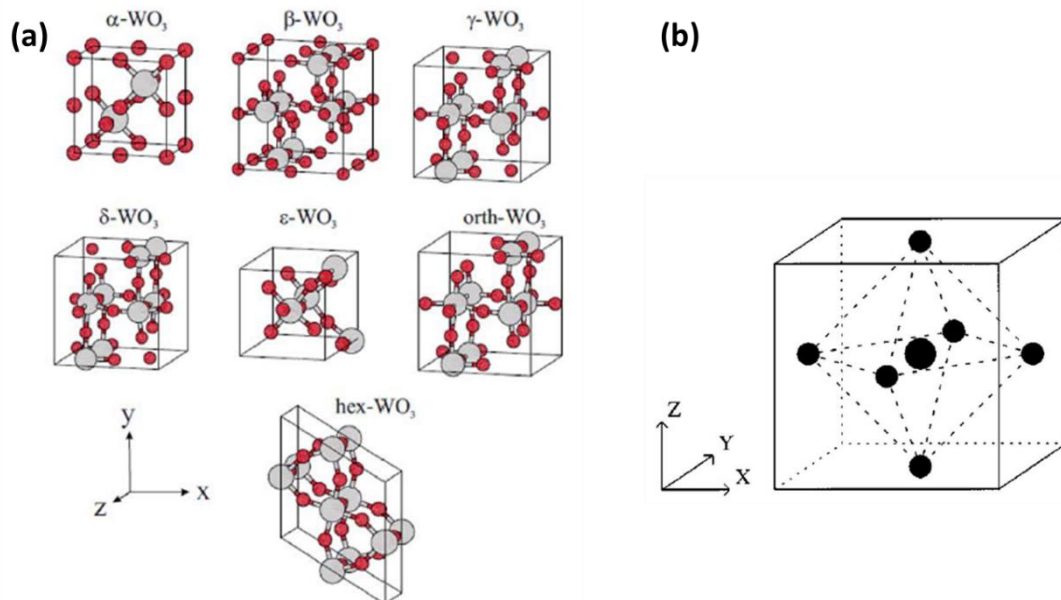 (a)
α-WO₃
β-WO₃
γ-WO₃
(b)
δ-WO₃
ε-WO₃
orth-WO₃
hex-WO₃
y
z
x
Z
Y
X